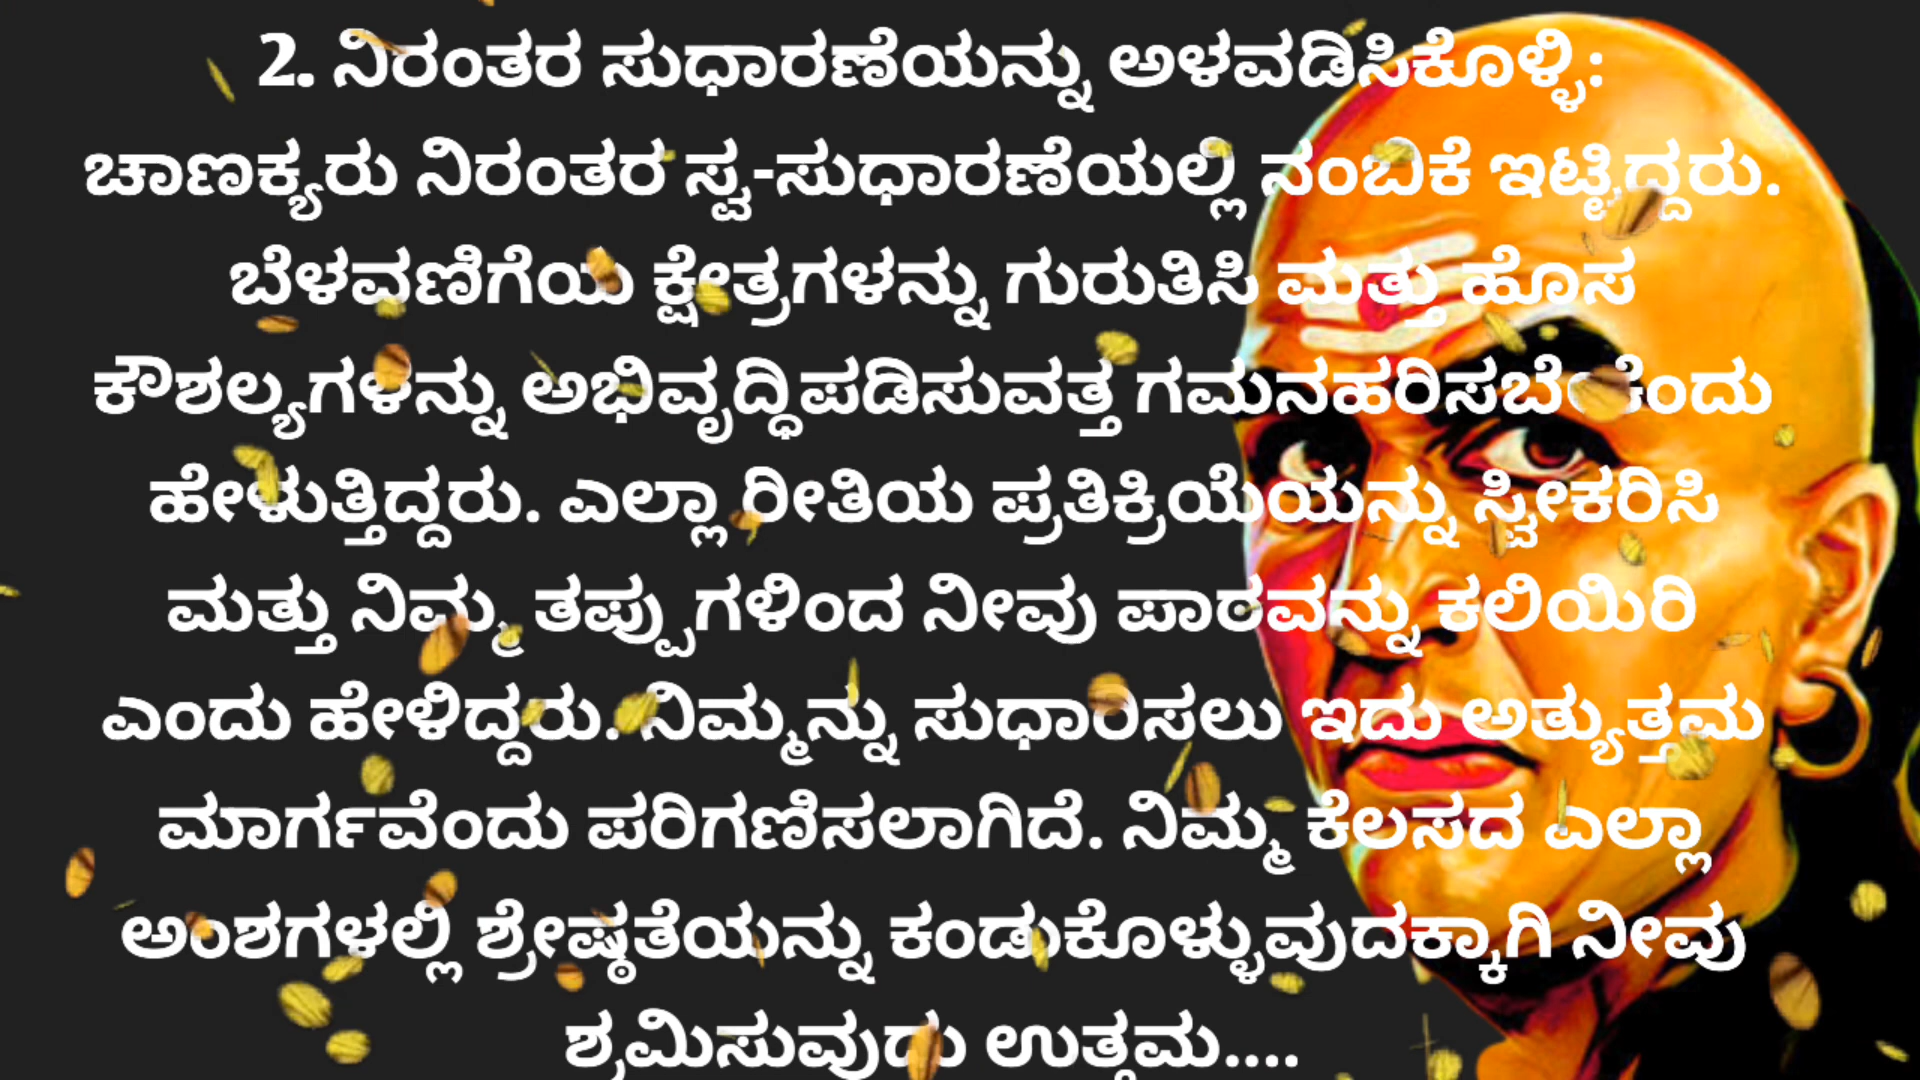 2. ನಿರಂತರ ಸುಧಾರಣೆಯನ್ನು ಅಳವಡಿಸಿಕೊಳ್ಳಿ:
ಚಾಣಕ್ಯರು ನಿರಂತರ ಸ್ವ-ಸುಧಾರಣೆಯಲ್ಲಿ ನಂಬಿಕೆ ಇಟ್ಟಿದ್ದರು.
ಬೆಳವಣಿಗೆಯ ಕ್ಷೇತ್ರಗಳನ್ನು ಗುರುತಿಸಿ ಮತ್ತು ಹೊಸ
ಕೌಶಲ್ಯಗಳನ್ನು ಅಭಿವೃದ್ಧಿಪಡಿಸುವತ್ತ ಗಮನಹರಿಸಬೇಕೆಂದು
ಹೇಳುತ್ತಿದ್ದರು. ಎಲ್ಲಾ ರೀತಿಯ ಪ್ರತಿಕ್ರಿಯೆಯನ್ನು ಸ್ವೀಕರಿಸಿ
ಮತ್ತು ನಿಮ್ಮ ತಪ್ಪುಗಳಿಂದ ನೀವು ಪಾಠವನ್ನು ಕಲಿಯಿರಿ
ಎಂದು ಹೇಳಿದ್ದರು. ನಿಮ್ಮನ್ನು ಸುಧಾರಿಸಲು ಇದು ಅತ್ಯುತ್ತಮ
ಮಾರ್ಗವೆಂದು ಪರಿಗಣಿಸಲಾಗಿದೆ. ನಿಮ್ಮ ಕೆಲಸದ ಎಲ್ಲಾ
ಅಂಶಗಳಲ್ಲಿ ಶ್ರೇಷ್ಠತೆಯನ್ನು ಕಂಡುಕೊಳ್ಳುವುದಕ್ಕಾಗಿ ನೀವು
ಶ್ರಮಿಸುವುದು ಉತ್ತಮ....